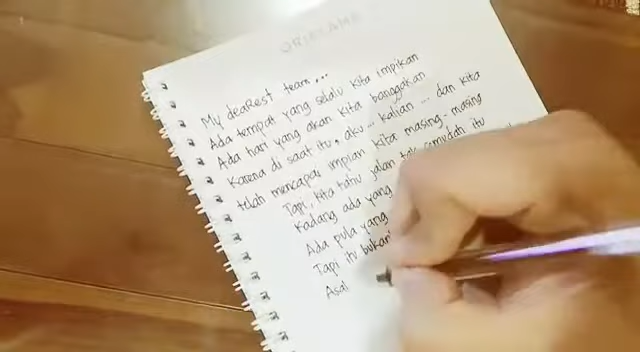 ORIFLAME
My deaRest team...
Ada tempat yang selalu kita impikan
Ada hari yang akan kita banggakan
Karena di saat itu, aku kalian ... dan kita
telah mencapai impian kita masing-masing
Tapi, kita tahu jalan tak semudah itu
Kadang ada yang
Ada pula yang
Tapi itu bukan
Asal